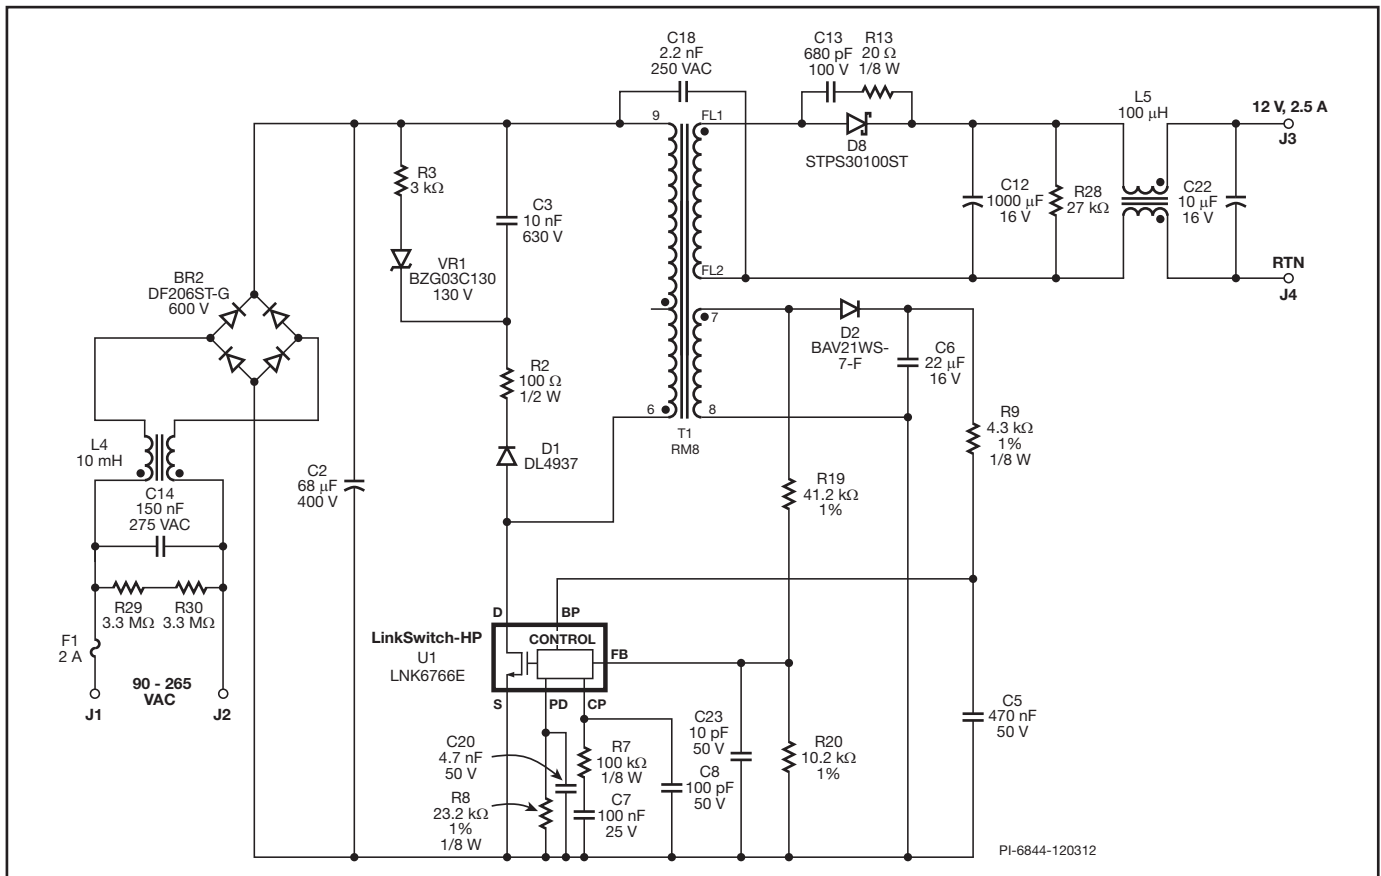 C18
2.2 nF
250 VAC
C13
680 pF
100 V
R13
20 Ω
1/8 W
D8
STPS30100ST
L5
100 μH
12 V, 2.5 A
J3
9
FL1
R3
3 kΩ
C3
10 nF
630 V
C12
1000 μF
16 V
R28
27 kΩ
C22
10 μF
16 V
VR1
BZG03C130
130 V
BR2
DF206ST-G
600 V
FL2
RTN
J4
7
D2
BAV21WS-
7-F
C6
22 μF
16 V
R2
100 Ω
1/2 W
6
8
T1
RM8
R9
4.3 kΩ
1%
1/8 W
L4
10 mH
D1
DL4937
C2
68 μF
400 V
R19
41.2 kΩ
1%
C14
150 nF
275 VAC
R29
3.3 MΩ
R30
3.3 MΩ
F1
2 A
90 - 265
VAC
J1
J2
D
BP
LinkSwitch-HP
U1
LNK6766E
CONTROL
FB
S
PD
CP
C20
4.7 nF
50 V
R8
23.2 kΩ
1%
1/8 W
R7
100 kΩ
1/8 W
C7
100 nF
25 V
C8
100 pF
50 V
C23
10 pF
50 V
R20
10.2 kΩ
1%
C5
470 nF
50 V
PI-6844-120312